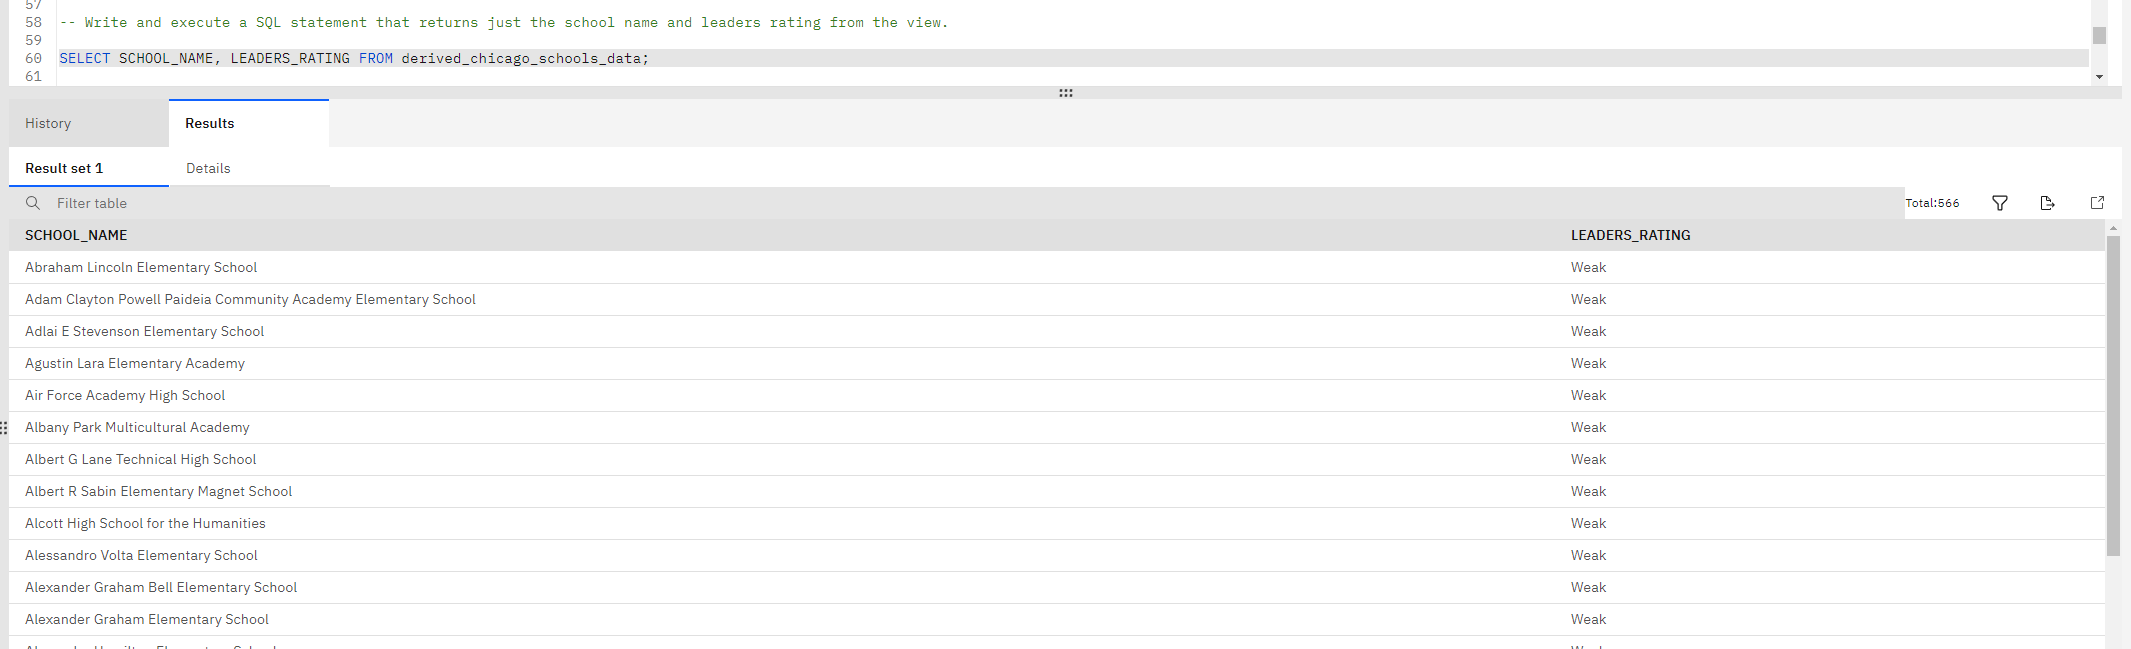 57
58 -- Write and execute a SQL statement that returns just the school name and leaders rating from the view.
59
60 SELECT SCHOOL_NAME, LEADERS_RATING FROM derived_chicago_schools_data;
61
History Results
Result set 1 Details
Filter table Total:566
SCHOOL_NAME LEADERS_RATING
Abraham Lincoln Elementary School Weak
Adam Clayton Powell Paideia Community Academy Elementary School Weak
Adlai E Stevenson Elementary School Weak
Agustin Lara Elementary Academy Weak
Air Force Academy High School Weak
Albany Park Multicultural Academy Weak
Albert G Lane Technical High School Weak
Albert R Sabin Elementary Magnet School Weak
Alcott High School for the Humanities Weak
Alessandro Volta Elementary School Weak
Alexander Graham Bell Elementary School Weak
Alexander Graham Elementary School Weak